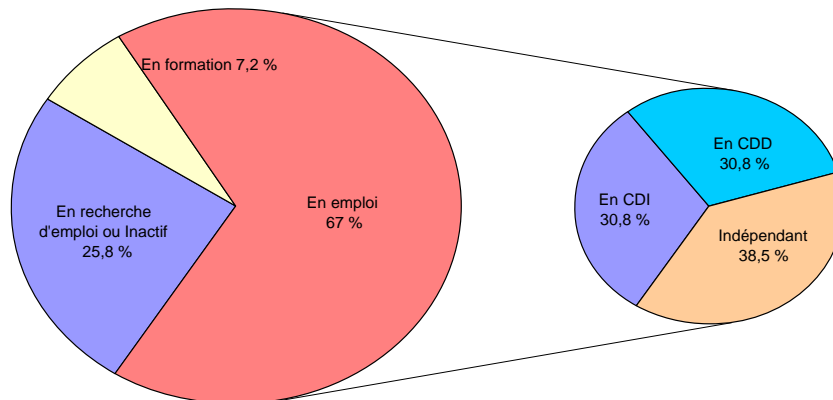 En formation 7,2 %
En recherche
d'emploi ou Inactif
25,8 %
En emploi
67 %
En CDD
30,8 %
En CDI
30,8 %
Indépendant
38,5 %